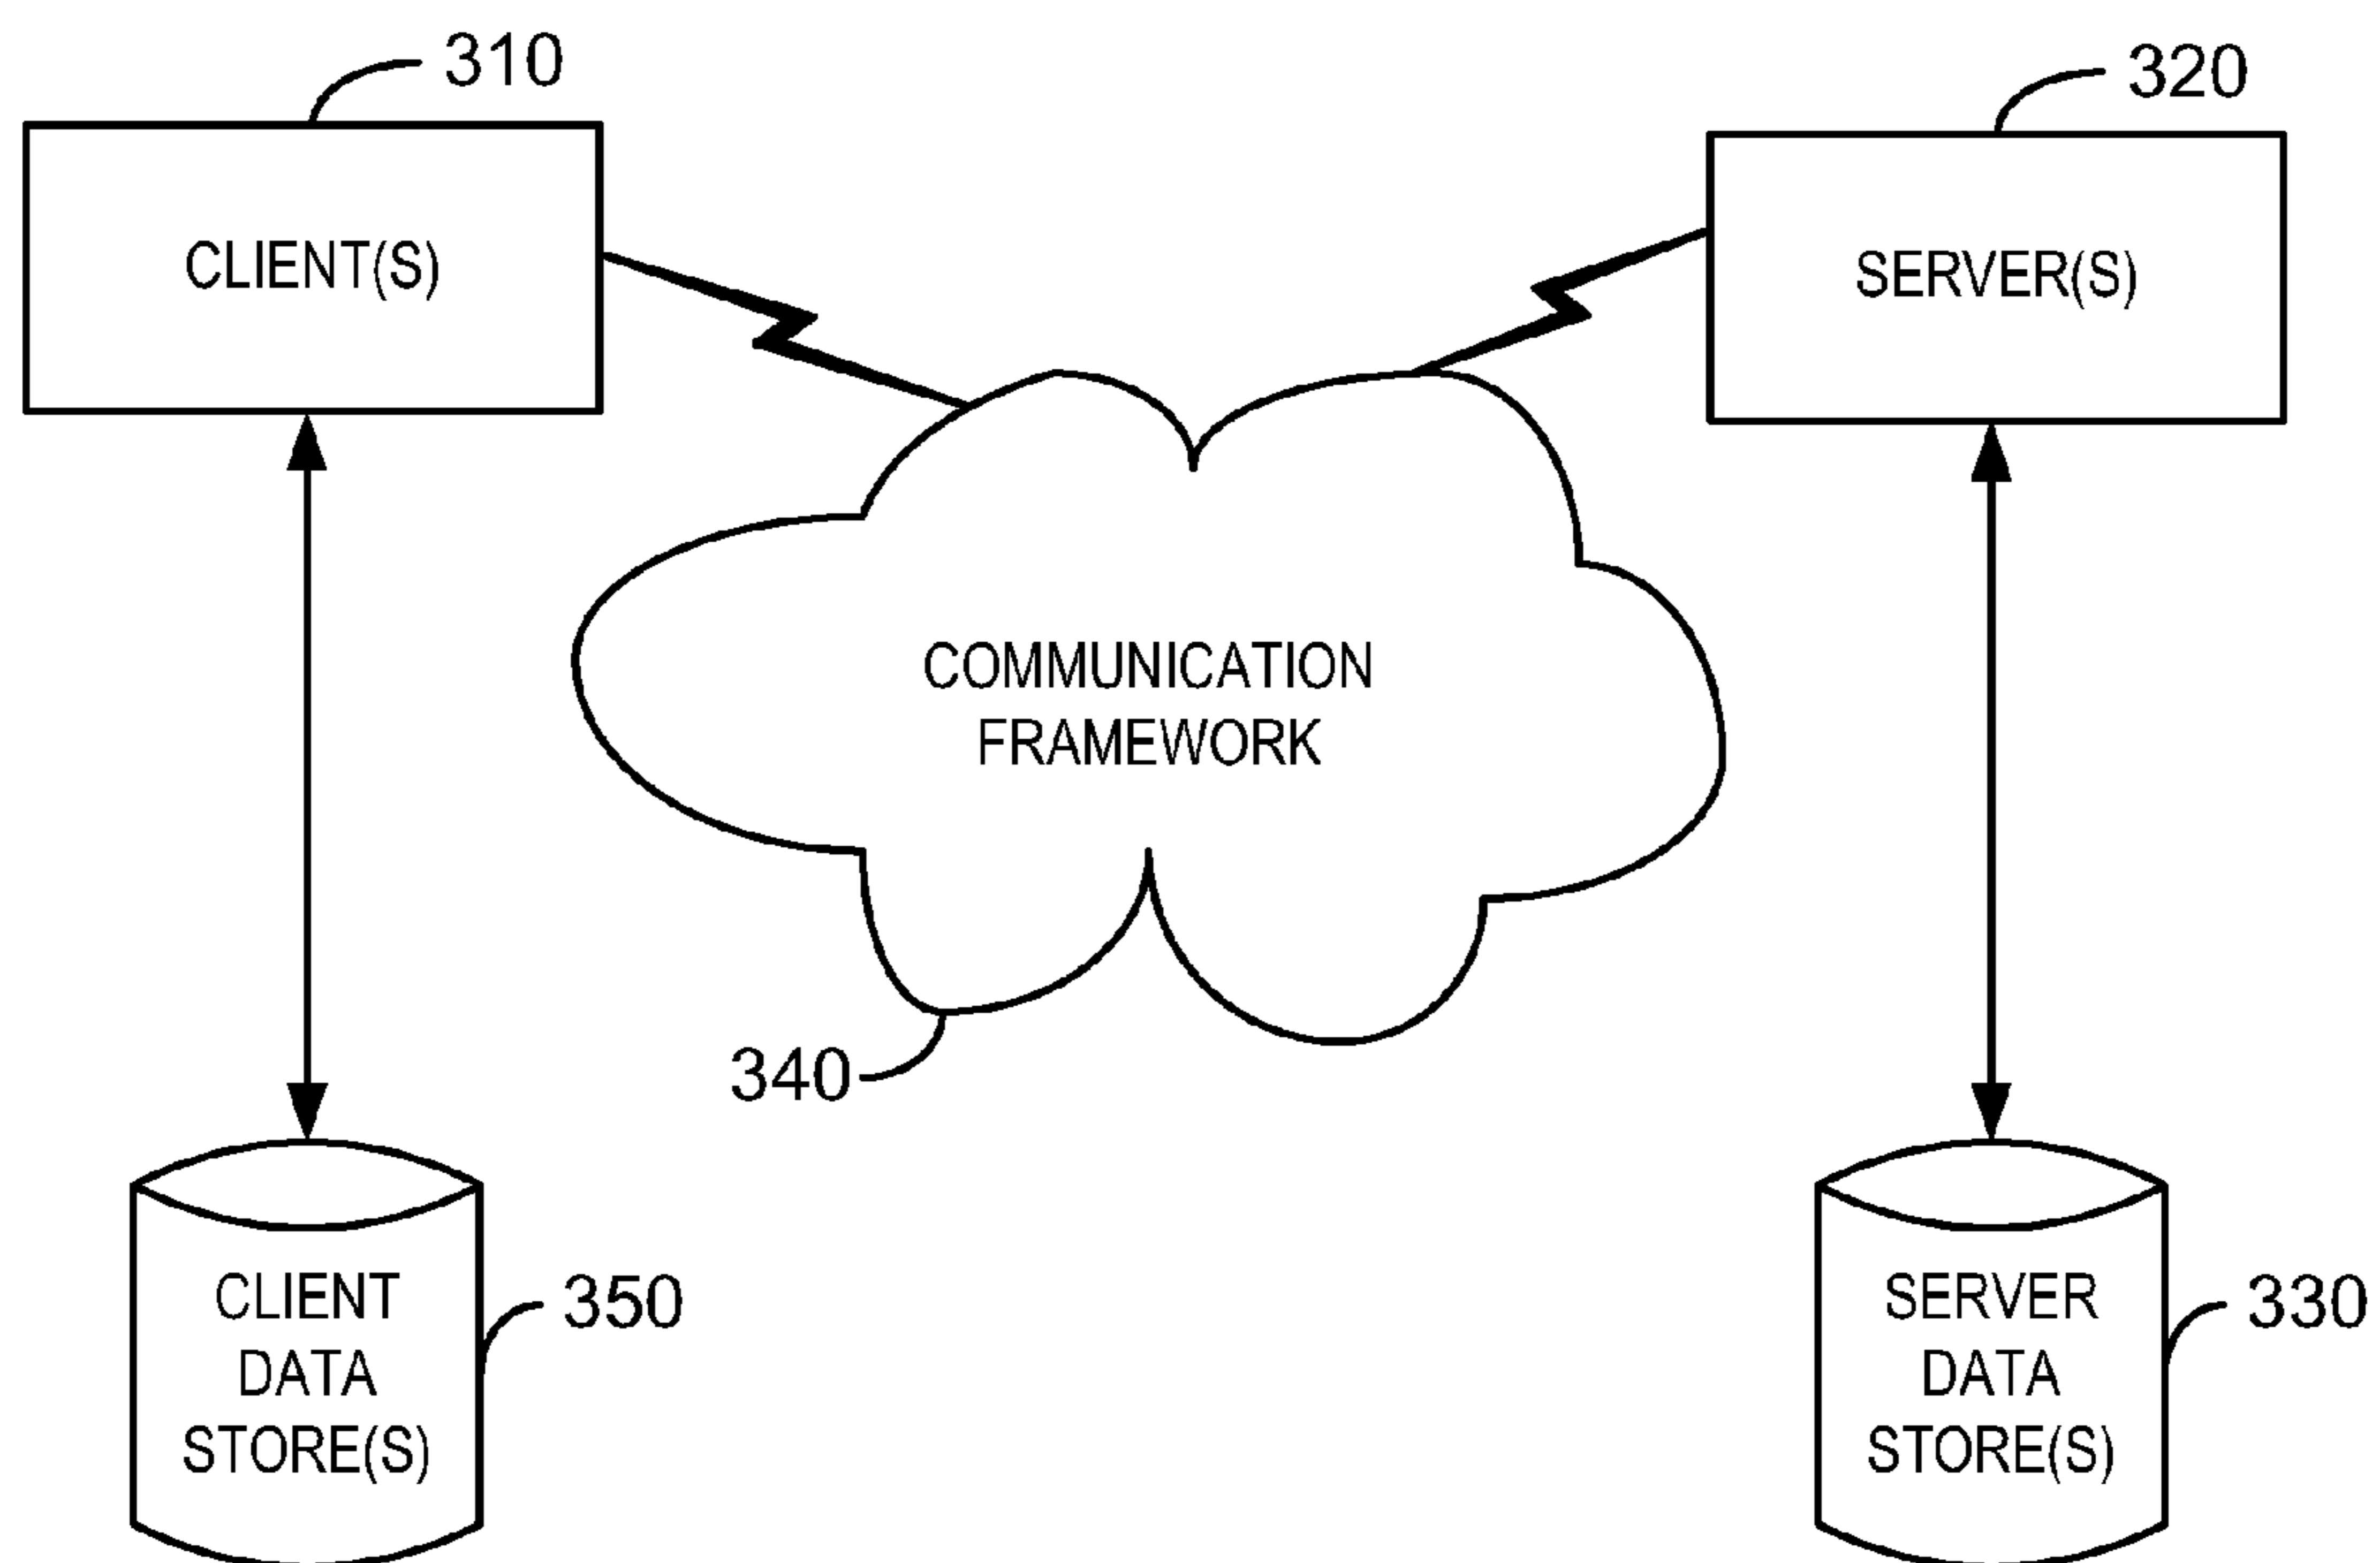 310
320
CLIENT(S)
SERVER(S)
COMMUNICATION
FRAMEWORK
340
CLIENT
DATA
STORE(S)
350
SERVER
DATA
STORE(S)
330